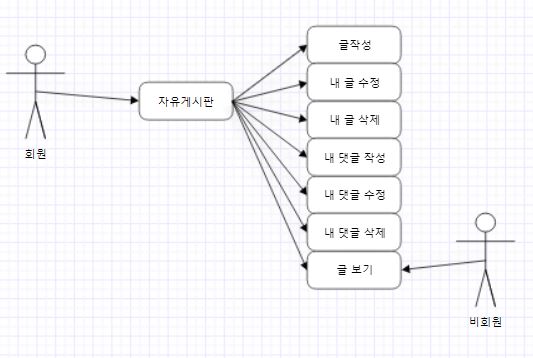 글작성
내 글 수정
자유게시판
내 글 삭제
회원
내 댓글 작성
내 댓글 수정
내 댓글 삭제
글 보기
비회원